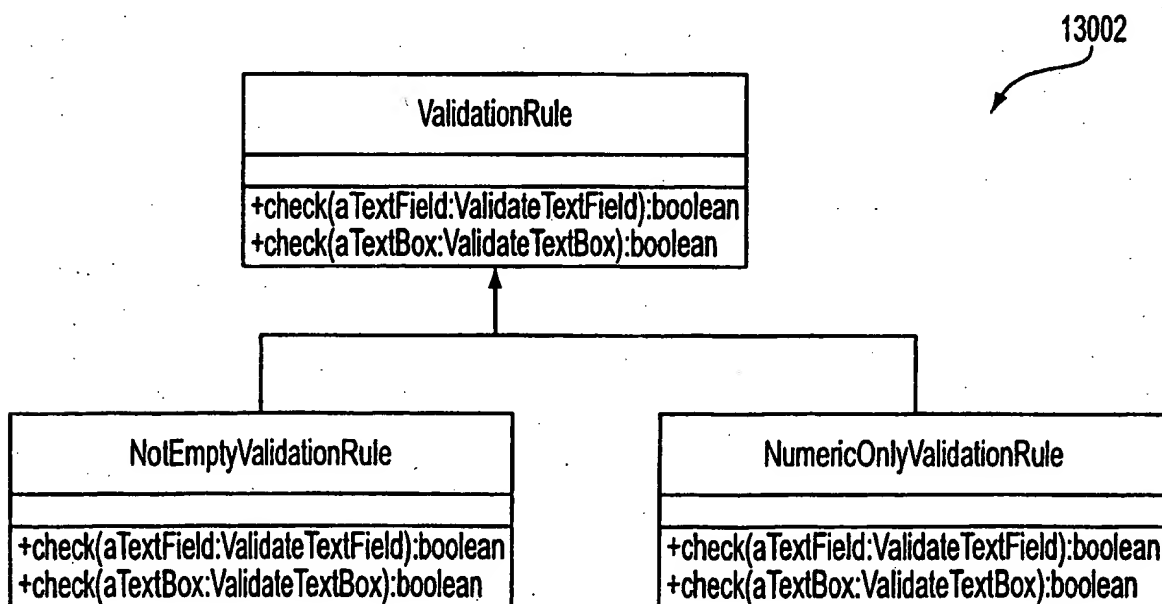 13002
ValidationRule
+check(aTextField:ValidateTextField):boolean
+check(aTextBox:ValidateTextBox):boolean
NotEmptyValidationRule
+check(aTextField:ValidateTextField):boolean
+check(aTextBox:ValidateTextBox):boolean
NumericOnlyValidationRule
+check(aTextField:ValidateTextField):boolean
+check(aTextBox:ValidateTextBox):boolean